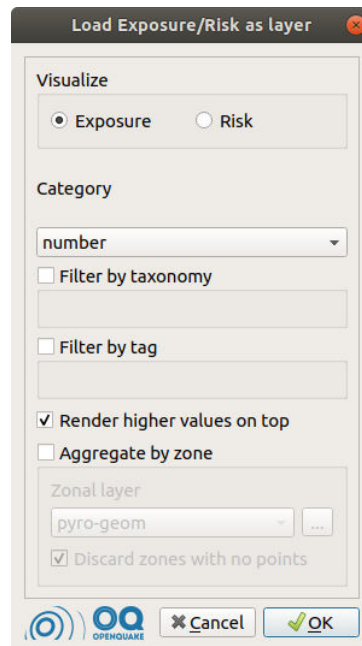 Load Exposure/Risk as layer
Visualize
Exposure Risk
Category
number
Filter by taxonomy
Filter by tag
Render higher values on top
Aggregate by zone
Zonal layer
pyro-geom ...
Discard zones with no points
OQ OPENQUAKE Cancel OK